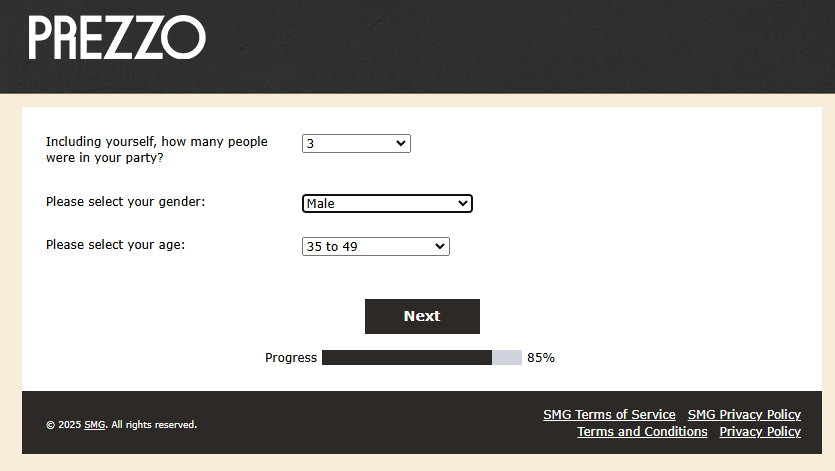 PREZZO
Including yourself, how many people
were in your party?
3
Please select your gender:
Male
Please select your age:
35 to 49
Next
Progress 85%
© 2025 SMG. All rights reserved.
SMG Terms of Service SMG Privacy Policy
Terms and Conditions Privacy Policy